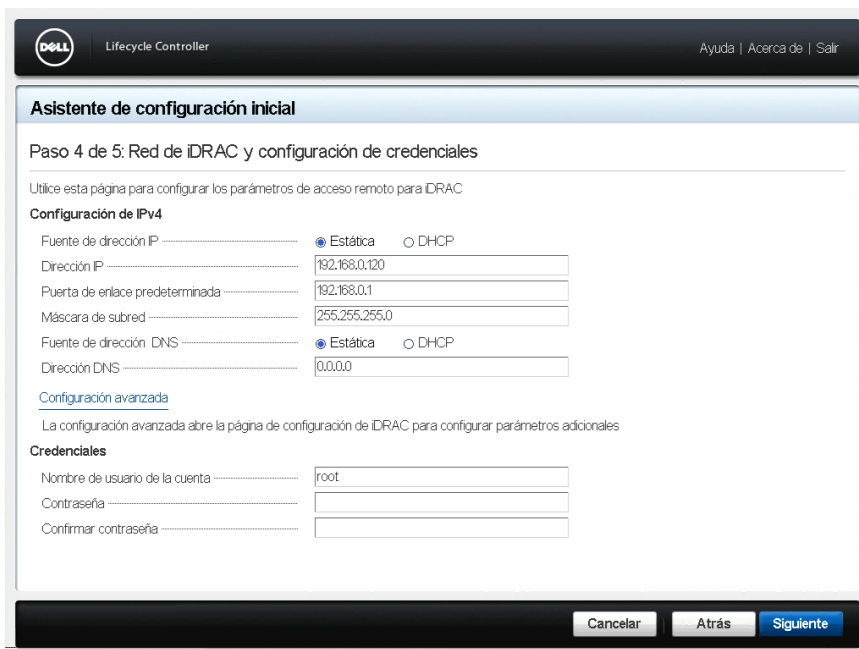 DELL
Lifecycle Controller
Ayuda | Acerca de | Salir
Asistente de configuración inicial
Paso 4 de 5: Red de iDRAC y configuración de credenciales
Utilice esta página para configurar los parámetros de acceso remoto para iDRAC
Configuración de IPv4
Fuente de dirección IP Estática DHCP
Dirección IP 192.168.0.120
Puerta de enlace predeterminada 192.168.0.1
Máscara de subred 255.255.255.0
Fuente de dirección DNS Estática DHCP
Dirección DNS 0.0.0.0
Configuración avanzada
La configuración avanzada abre la página de configuración de iDRAC para configurar parámetros adicionales
Credenciales
Nombre de usuario de la cuenta root
Contraseña
Confirmar contraseña
Cancelar Atrás Siguiente